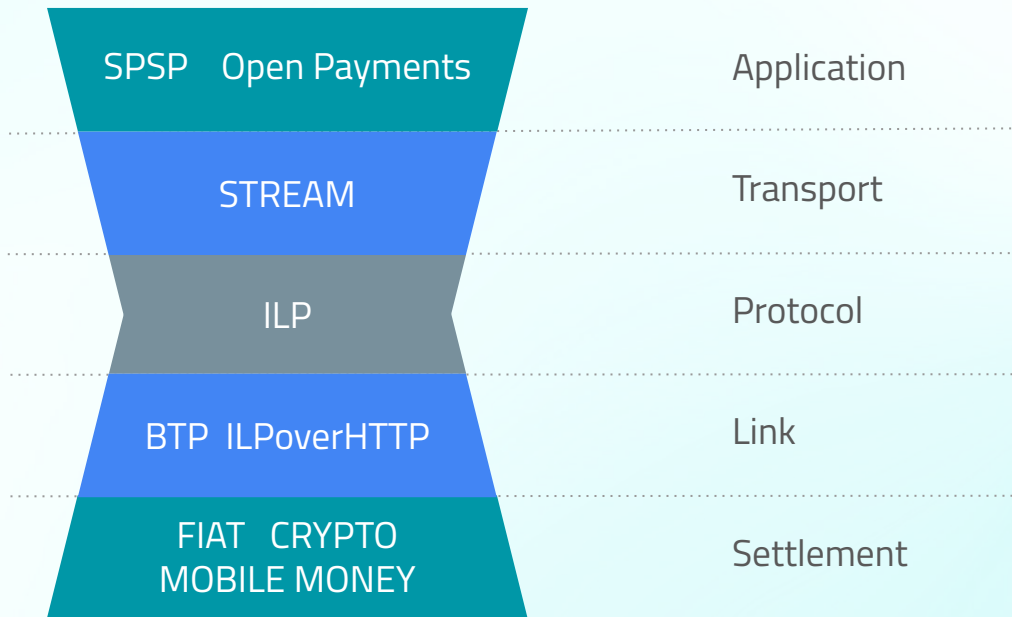 SPSP Open Payments Application
STREAM Transport
ILP Protocol
BTP ILPoverHTTP Link
FIAT CRYPTO
MOBILE MONEY
Settlement